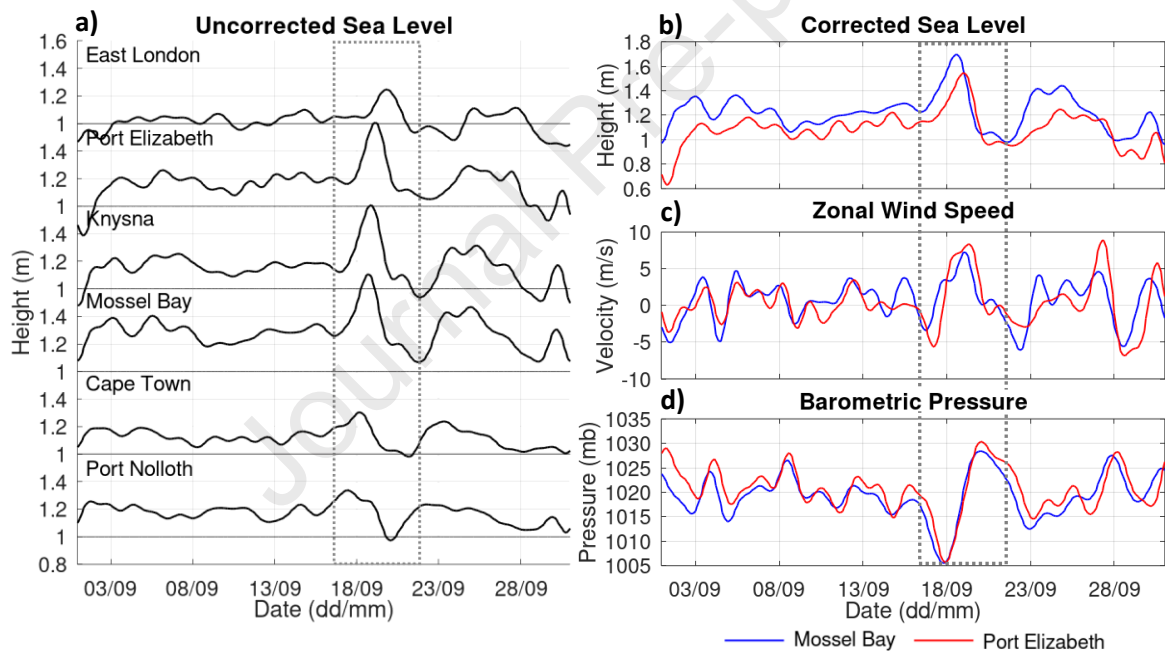 a)
Uncorrected Sea Level
1.6
East London
1.2
1
Port Elizabeth
1.4
1.2
1
Knysna
1.4
1.2
1
Mossel Bay
1.4
1.2
1
Cape Town
1.4
1.2
1
Port Nolloth
1.4
1.2
1
0.8
Height (m)
03/09 08/09 13/09 18/09 23/09 28/09
Date (dd/mm)
b)
Corrected Sea Level
1.8
1.6
1.4
1.2
1
0.8
0.6
Height (m)
c)
Zonal Wind Speed
10
5
0
-5
-10
Velocity (m/s)
d)
Barometric Pressure
1035
1030
1025
1020
1015
1010
1005
Pressure (mb)
03/09 08/09 13/09 18/09 23/09 28/09
Date (dd/mm)
Mossel Bay Port Elizabeth
Journal Pre-p